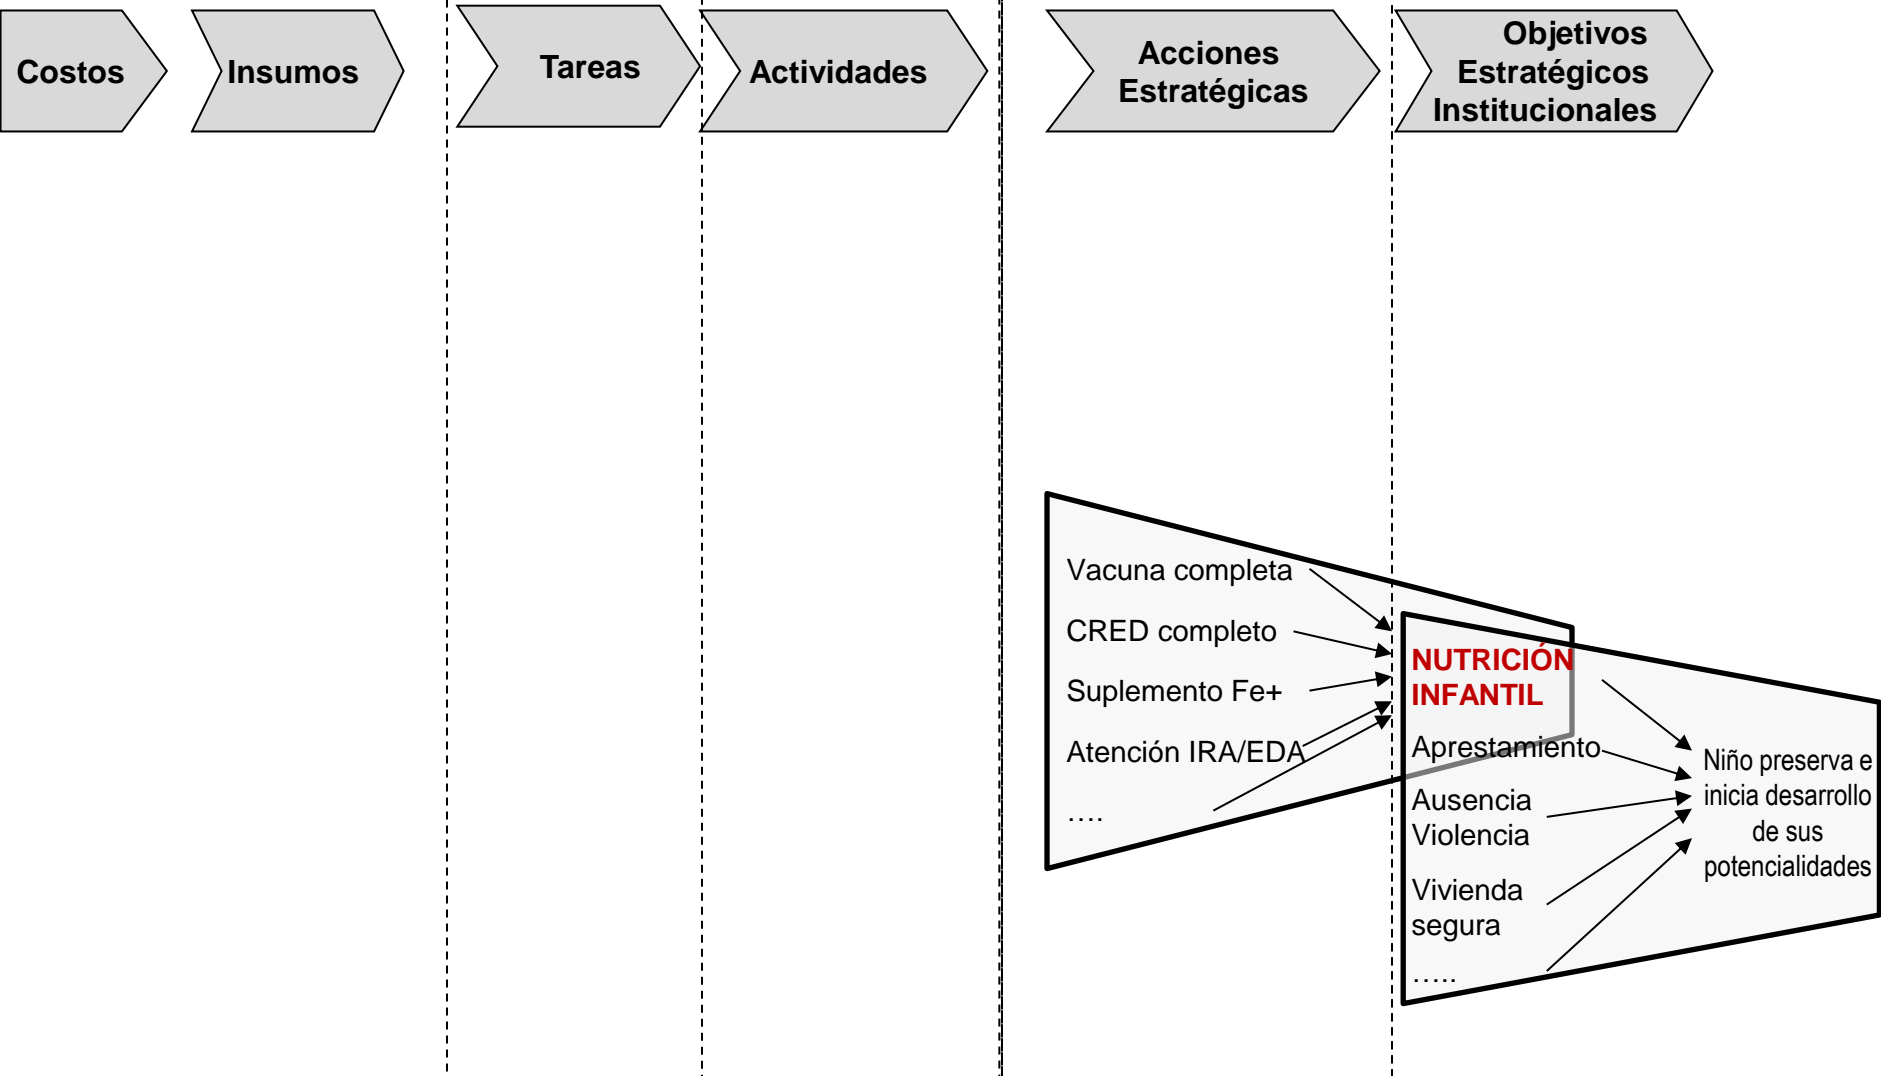 Costos
Insumos
Tareas
Actividades
Acciones
Estratégicas
Objetivos
Estratégicos
Institucionales
Vacuna completa
CRED completo
Suplemento Fe+
Atención IRA/EDA
….
NUTRICIÓN
INFANTIL
Aprestamiento
Ausencia
Violencia
Vivienda
segura
…..
Niño preserva e
inicia desarrollo
de sus
potencialidades